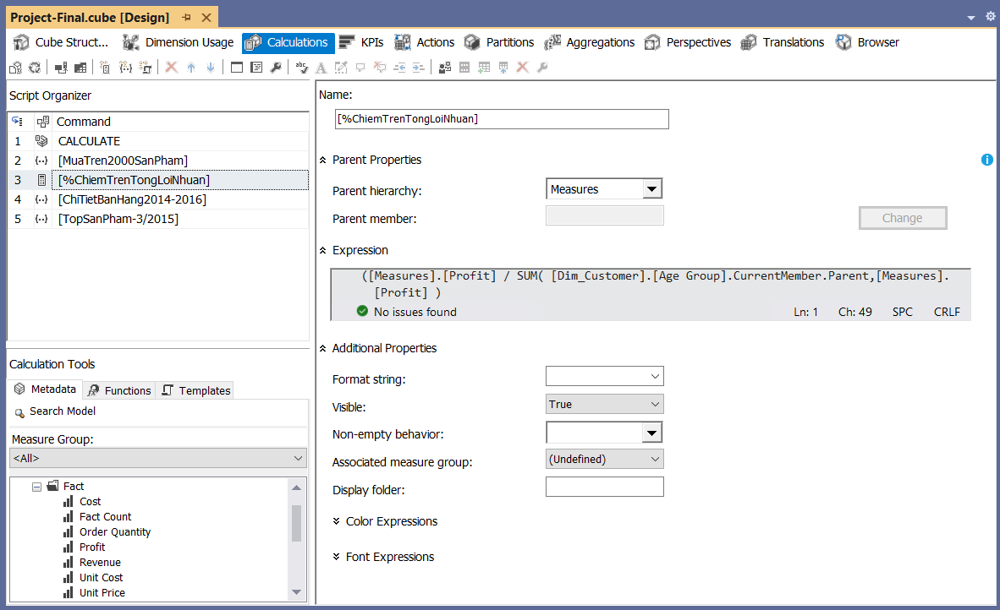 Project-Final.cube [Design]
Cube Struct... Dimension Usage Calculations KPIs Actions Partitions Aggregations Perspectives Translations Browser
Script Organizer
Command
1 CALCULATE
2 [MuaTren2000SanPham]
3 [%ChiemTrenTongLoiNhuan]
4 [ChiTietBanHang2014-2016]
5 [TopSanPham-3/2015]
Calculation Tools
Metadata Functions Templates
Search Model
Measure Group:
<All>
Fact
Cost
Fact Count
Order Quantity
Profit
Revenue
Unit Cost
Unit Price
Name:
[%ChiemTrenTongLoiNhuan]
Parent Properties
Parent hierarchy: Measures
Parent member:
Change
Expression
([Measures].[Profit] / SUM( [Dim_Customer].[Age Group].CurrentMember.Parent,[Measures].
[Profit] )
No issues found Ln: 1 Ch: 49 SPC CRLF
Additional Properties
Format string:
Visible: True
Non-empty behavior:
Associated measure group: (Undefined)
Display folder:
Color Expressions
Font Expressions